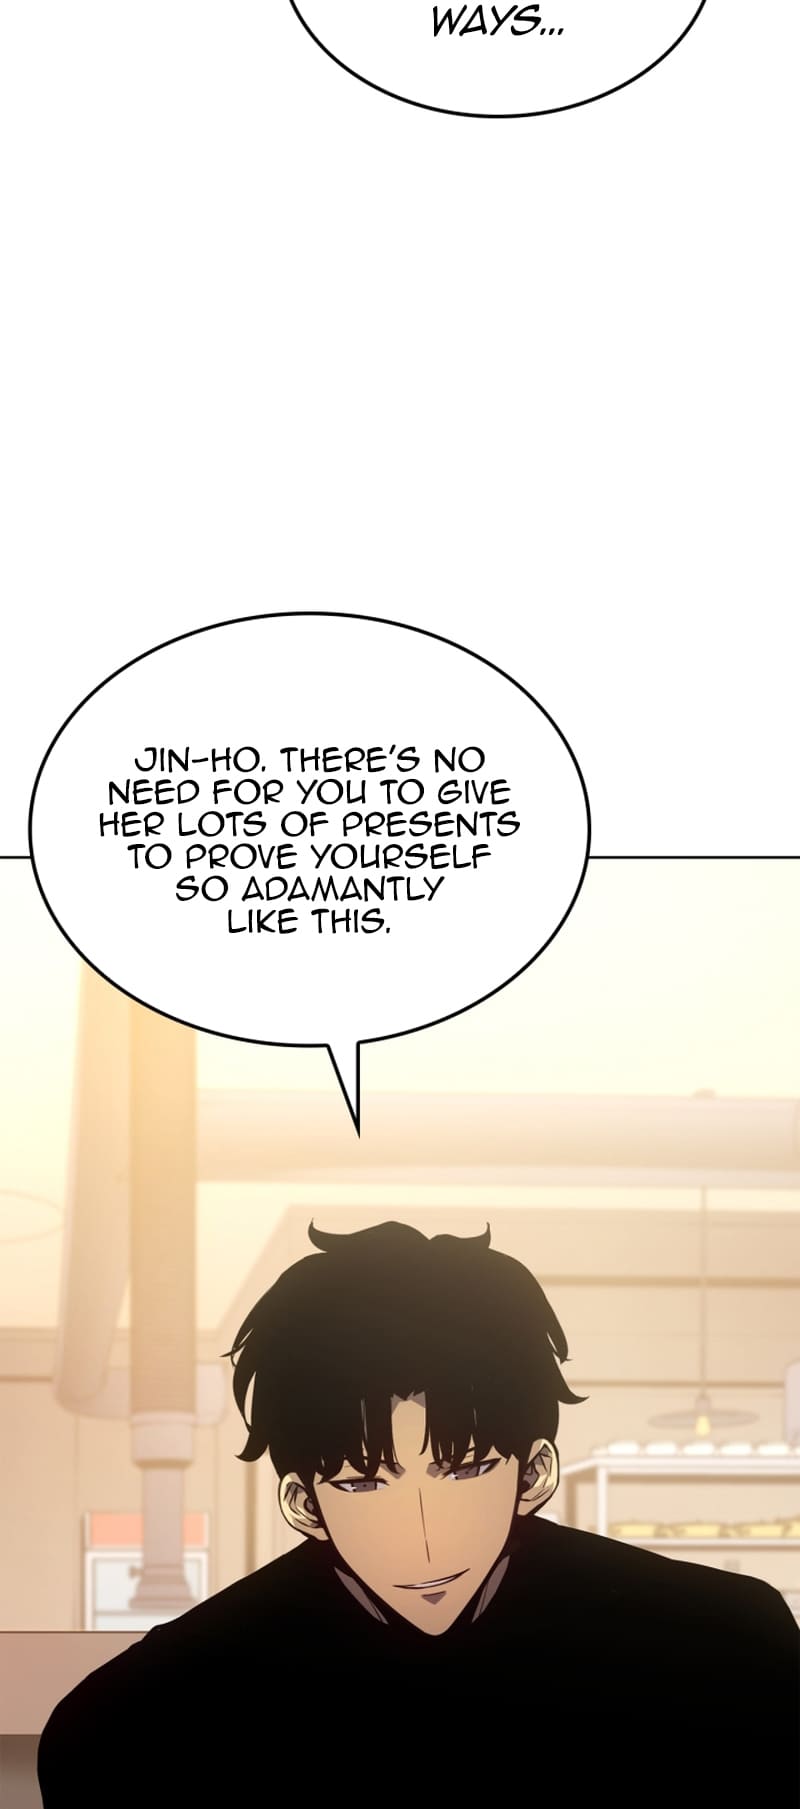 WAYS...
JIN-HO. THERE'S NO
NEED FOR YOU TO GIVE
HER LOTS OF PRESENTS
TO PROVE YOURSELF
SO ADAMANTLY
LIKE THIS.